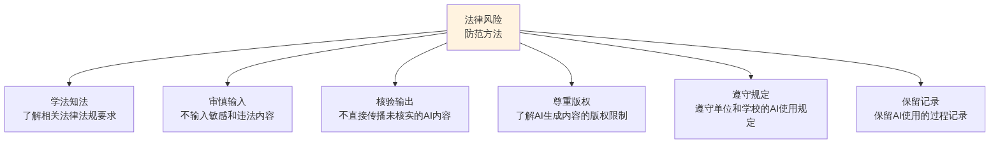 法律风险
防范方法
学法知法
了解相关法律法规要求
审慎输入
不输入敏感和违法内容
核验输出
不直接传播未核实的AI内容
尊重版权
了解AI生成内容的版权限制
遵守规定
遵守单位和学校的AI使用规
定
保留记录
保留AI使用的过程记录